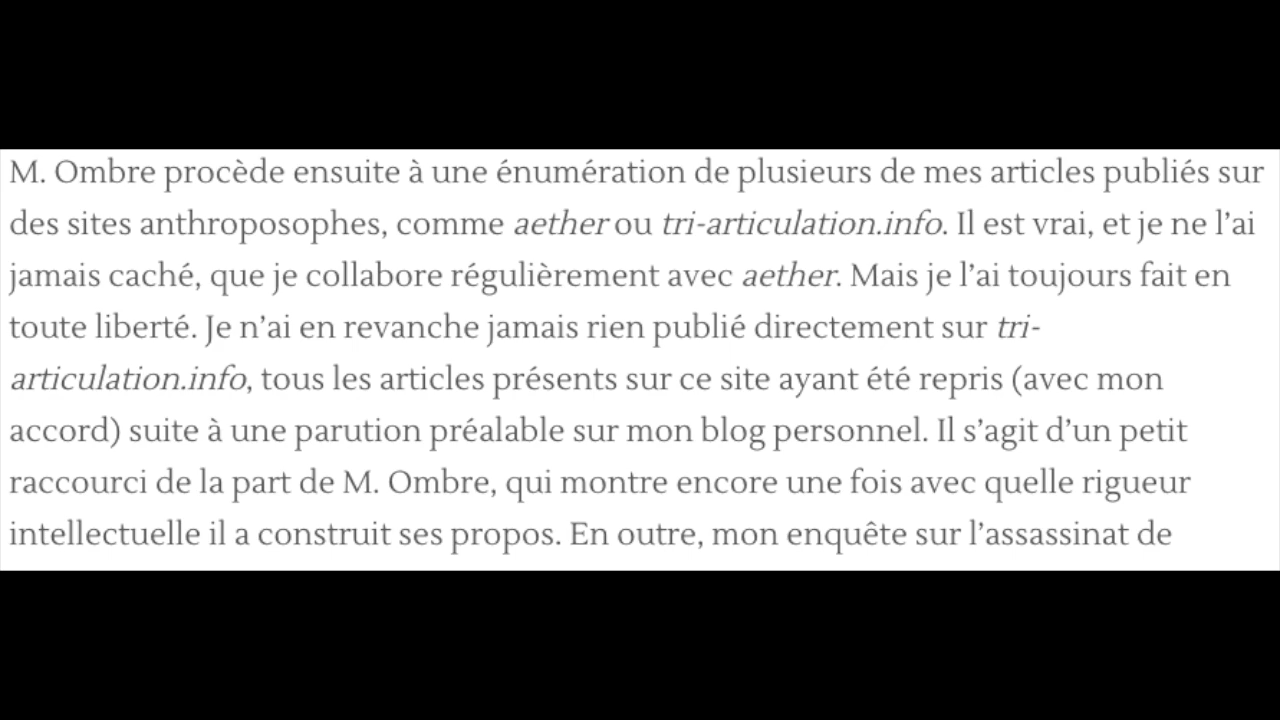 M. Ombre procède ensuite à une énumération de plusieurs de mes articles publiés sur
des sites anthroposophes, comme aether ou tri-articulation.info. Il est vrai, et je ne l’ai
jamais caché, que je collabore régulièrement avec aether. Mais je l’ai toujours fait en
toute liberté. Je n’ai en revanche jamais rien publié directement sur tri-
articulation.info, tous les articles présents sur ce site ayant été repris (avec mon
accord) suite à une parution préalable sur mon blog personnel. Il s’agit d’un petit
raccourci de la part de M. Ombre, qui montre encore une fois avec quelle rigueur
intellectuelle il a construit ses propos. En outre, mon enquête sur l’assassinat de